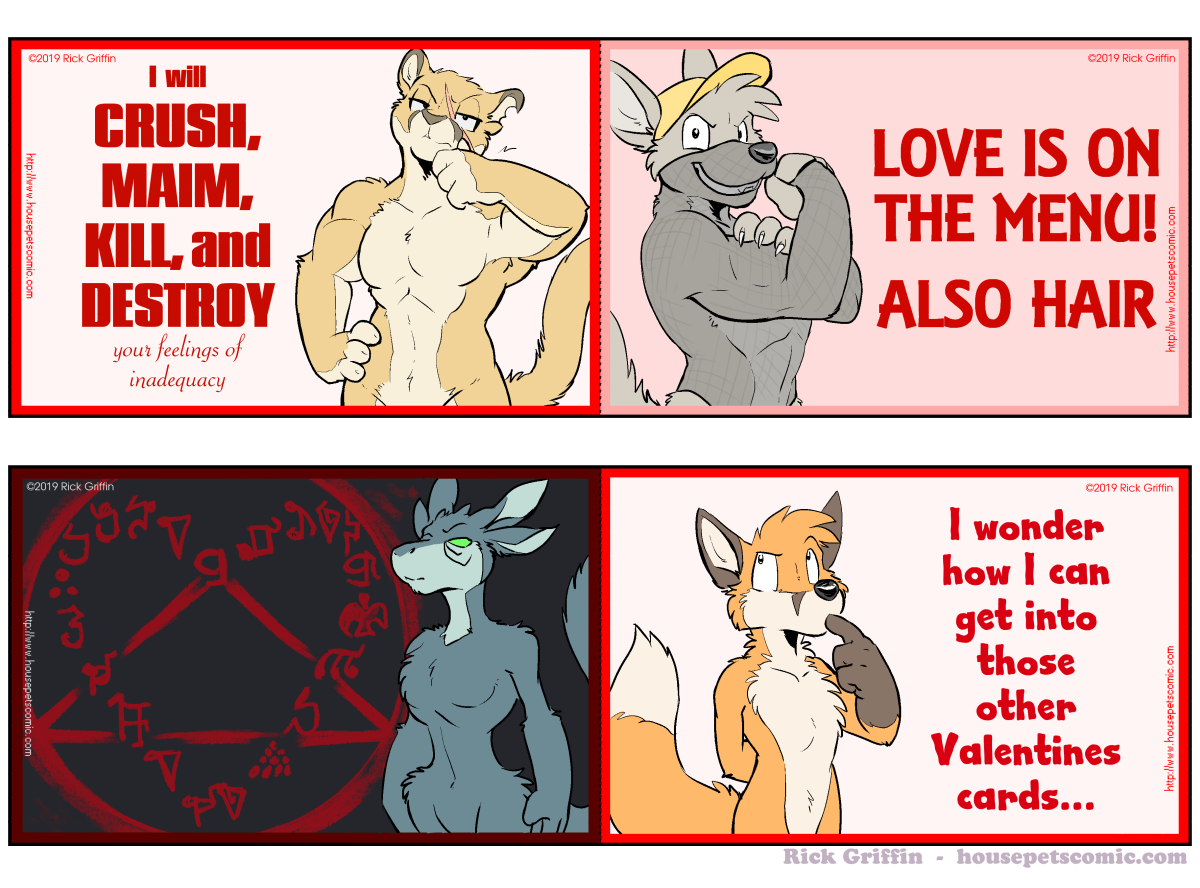 ©2019 Rick Griffin
I will
CRUSH,
MAIM,
KILL, and
DESTROY
your feelings of
inadequacy
http://www.housepetscomic.com
©2019 Rick Griffin
LOVE IS ON
THE MENU!
ALSO HAIR
http://www.housepetscomic.com
©2019 Rick Griffin
http://www.housepetscomic.com
©2019 Rick Griffin
I wonder
how I can
get into
those
other
Valentines
cards...
http://www.housepetscomic.com
Rick Griffin - housepetscomic.com